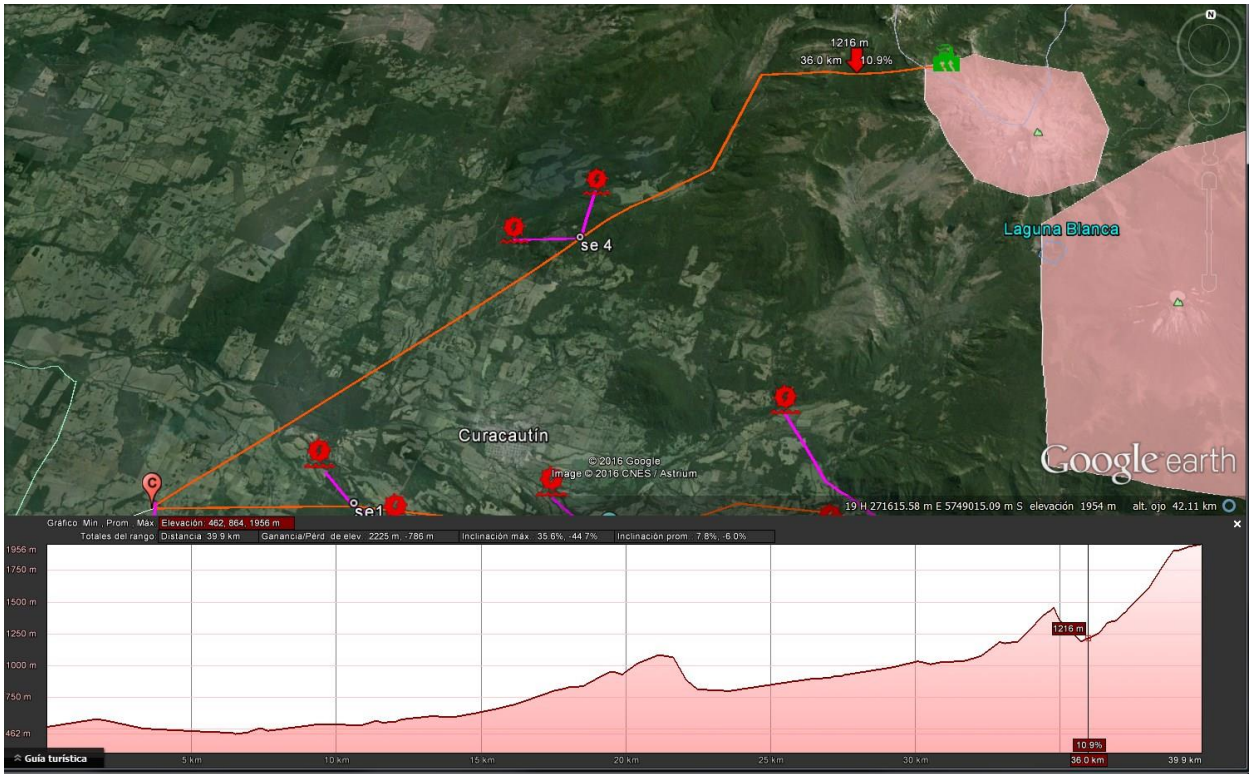 N
1216 m
36.0 km 10.9%
Laguna Blanca
se 4
Curacautín
© 2016 Google
Image © 2016 CNES / Astrium
Google earth
C
se1
19 H 271615.58 m E 5749015.09 m S elevación 1954 m alt. ojo 42.11 km
Gráfico Mín., Prom. Máx. Elevación: 462, 864, 1956 m
Totales del rango: Distancia: 39.9 km Ganancia/Pérd. de elev.: 2225 m, -786 m Inclinación máx.: 35.6%, -44.7% Inclinación prom.: 7.8%, -6.0%
1956 m
1750 m
1500 m
1250 m
1216 m
1000 m
750 m
462 m
10.9%
Guía turística
5 km 10 km 15 km 20 km 25 km 30 km 36.0 km 39.9 km